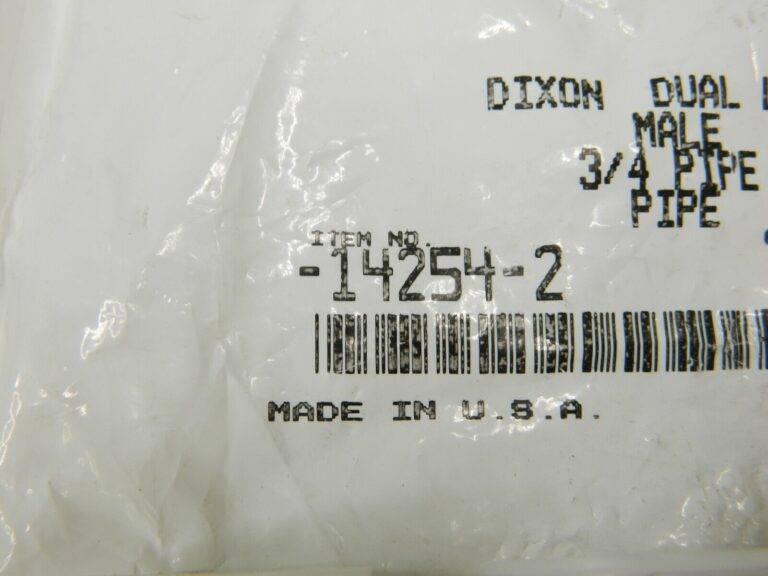 DIXON DUAL
MALE
3/4 PIPE
PIPE
ITEM NO.
-14254-2
MADE IN U.S.A.